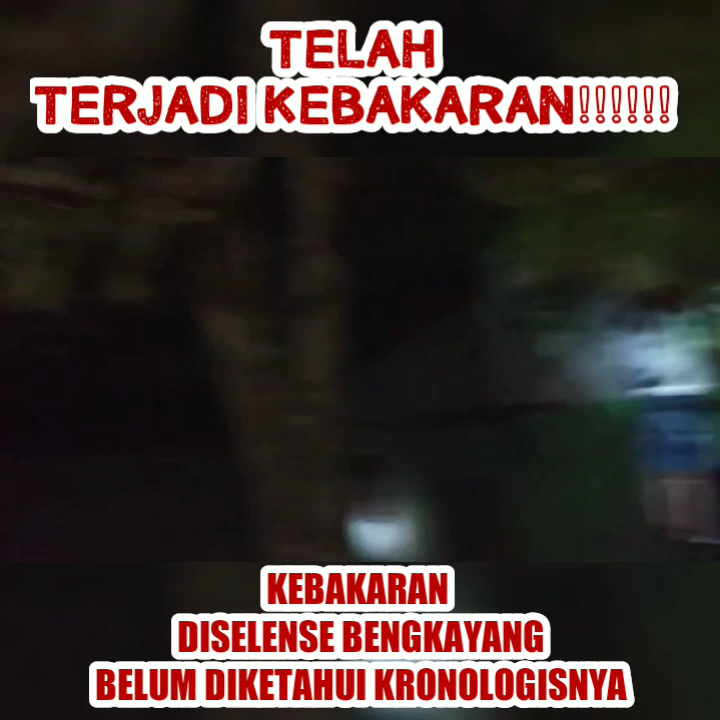 TELAH
TERJADI KEBAKARAN!!!!!!
KEBAKARAN
DISELENSE BENGKAYANG
BELUM DIKETAHUI KRONOLOGISNYA